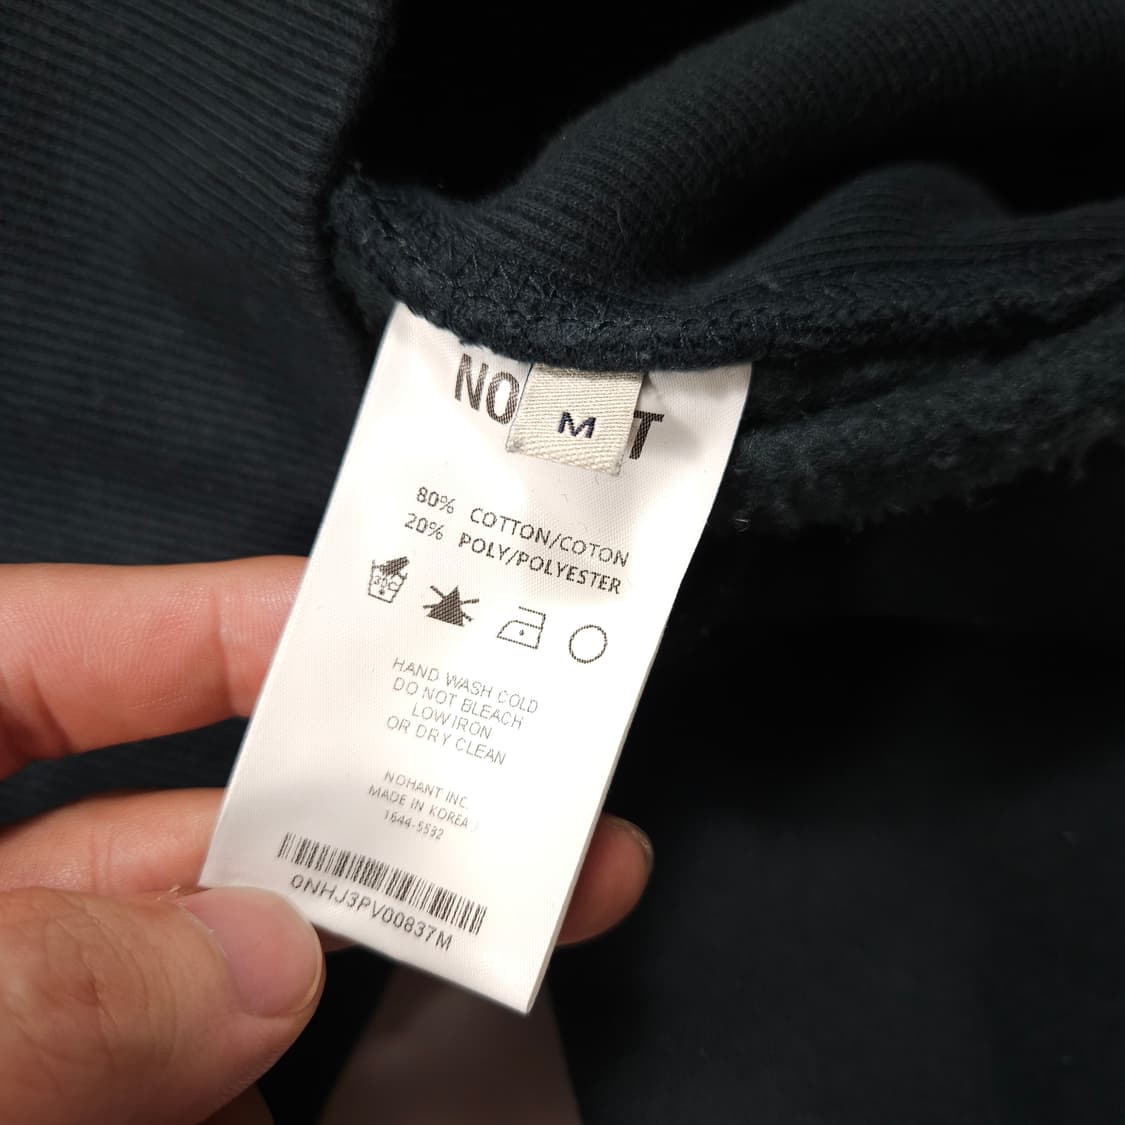 NO T
M
80% COTTON/COTON
20% POLY/POLYESTER
30C
HAND WASH COLD
DO NOT BLEACH
LOW IRON
OR DRY CLEAN
NOHANT INC.
MADE IN KOREA
1644-5532
0NHJ3PV00837M